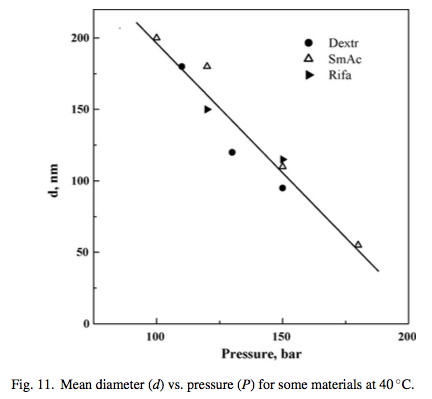 200
150
100
50
0
d, nm
Dextr
SmAc
Rifa
100
150
200
Pressure, bar
Fig. 11. Mean diameter (d) vs. pressure (P) for some materials at 40 °C.